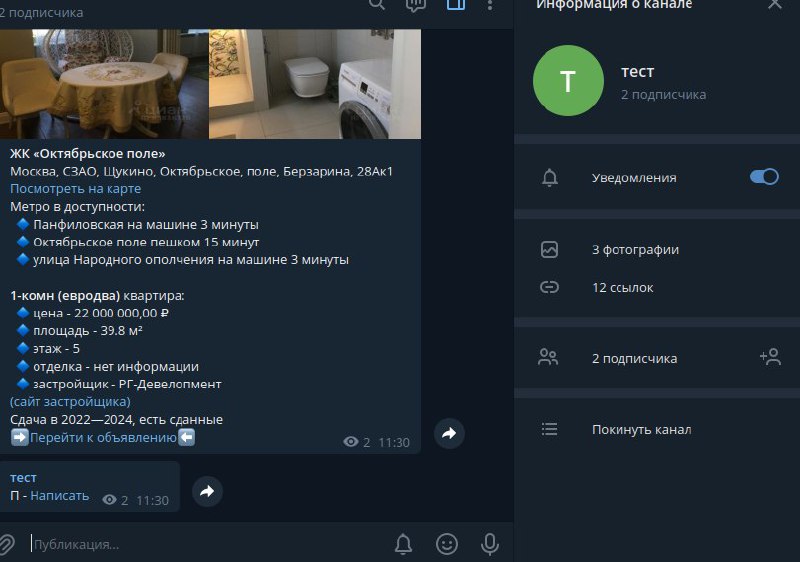 2 подписчика
Информация о канале
ЖК «Октябрьское поле»
Москва, СЗАО, Щукино, Октябрьское, поле, Берзарина, 28Ак1
Посмотреть на карте
Метро в доступности:
Панфиловская на машине 3 минуты
Октябрьское поле пешком 15 минут
улица Народного ополчения на машине 3 минуты
1-комн (евродва) квартира:
цена - 22 000 000,00 ₽
площадь - 39.8 м²
этаж - 5
отделка - нет информации
застройщик - РГ-Девелопмент
(сайт застройщика)
Сдача в 2022—2024, есть сданные
➡Перейти к объявлению⬅
2 11:30
тест
П - Написать
2 11:30
Публикация...
Т
тест
2 подписчика
Уведомления
3 фотографии
12 ссылок
2 подписчика
Покинуть канал